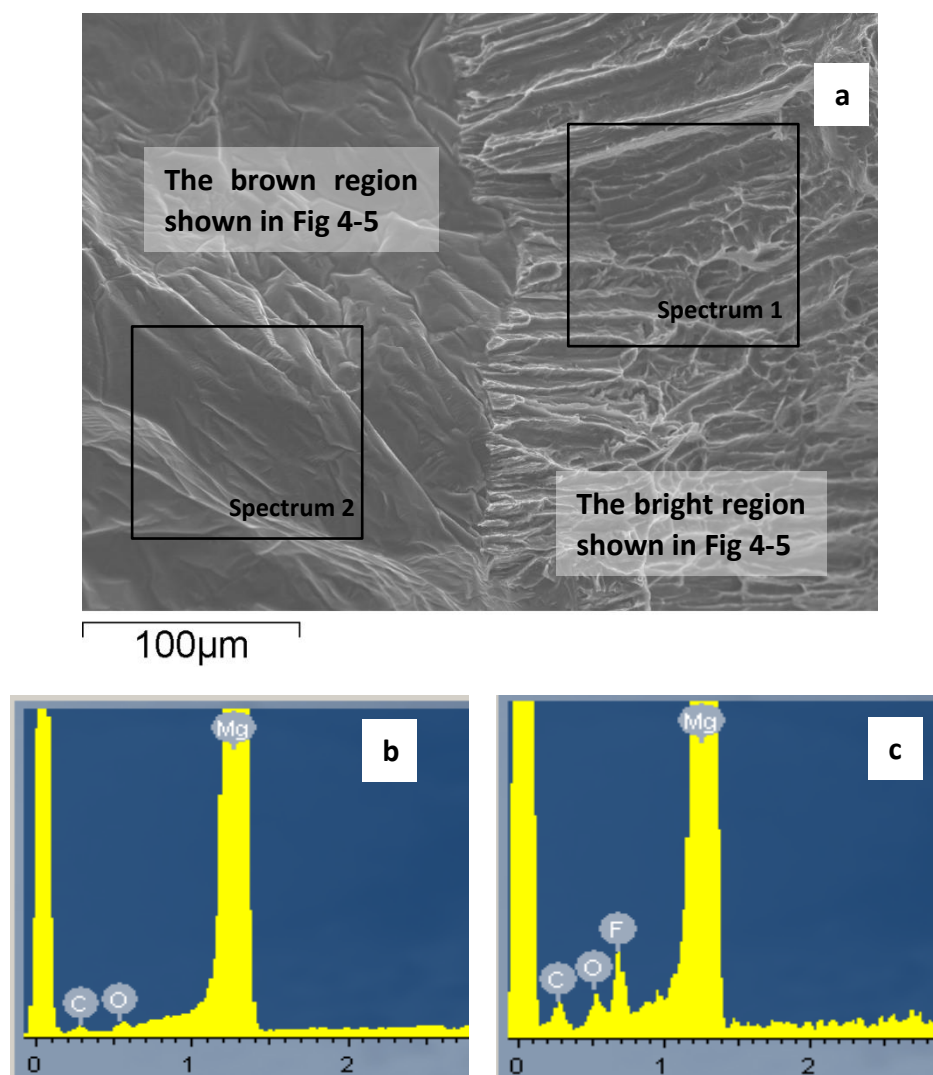 a
The brown region
shown in Fig 4-5
Spectrum 1
Spectrum 2
The bright region
shown in Fig 4-5
100µm
b
Mg
C
O
0 1 2
c
Mg
F
O
C
0 1 2